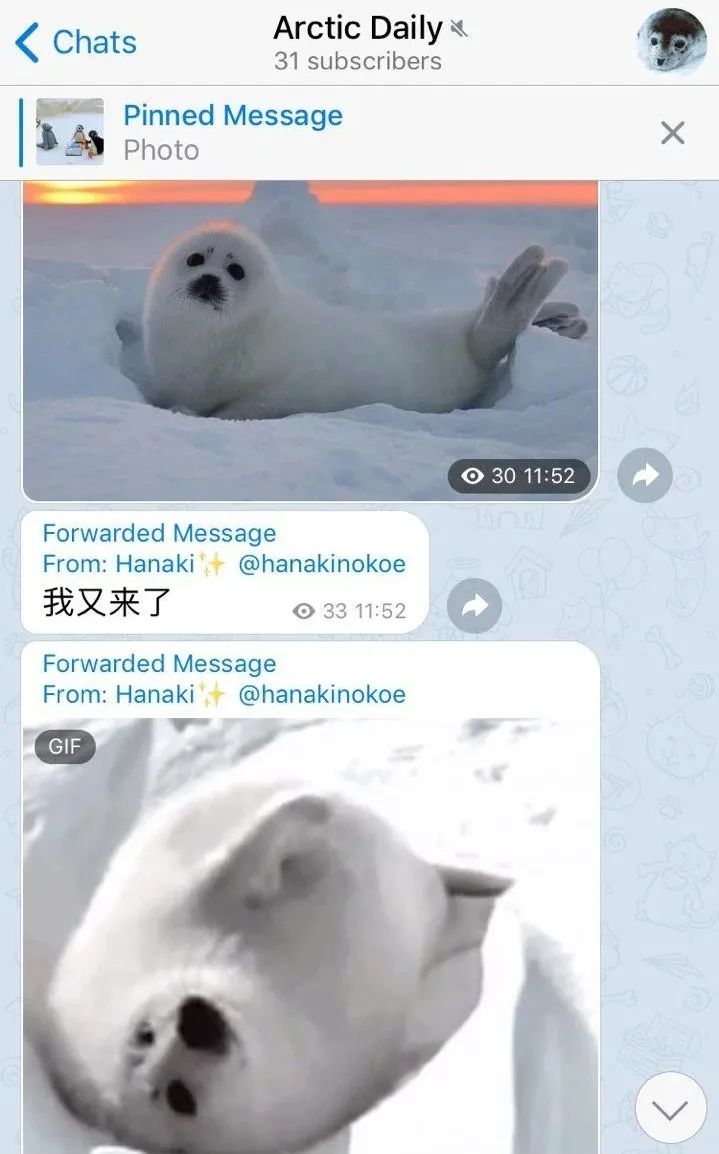 Chats
Arctic Daily
31 subscribers
Pinned Message
Photo
30 11:52
Forwarded Message
From: Hanaki✨ @hanakinokoe
我又来了
33 11:52
Forwarded Message
From: Hanaki✨ @hanakinokoe
GIF